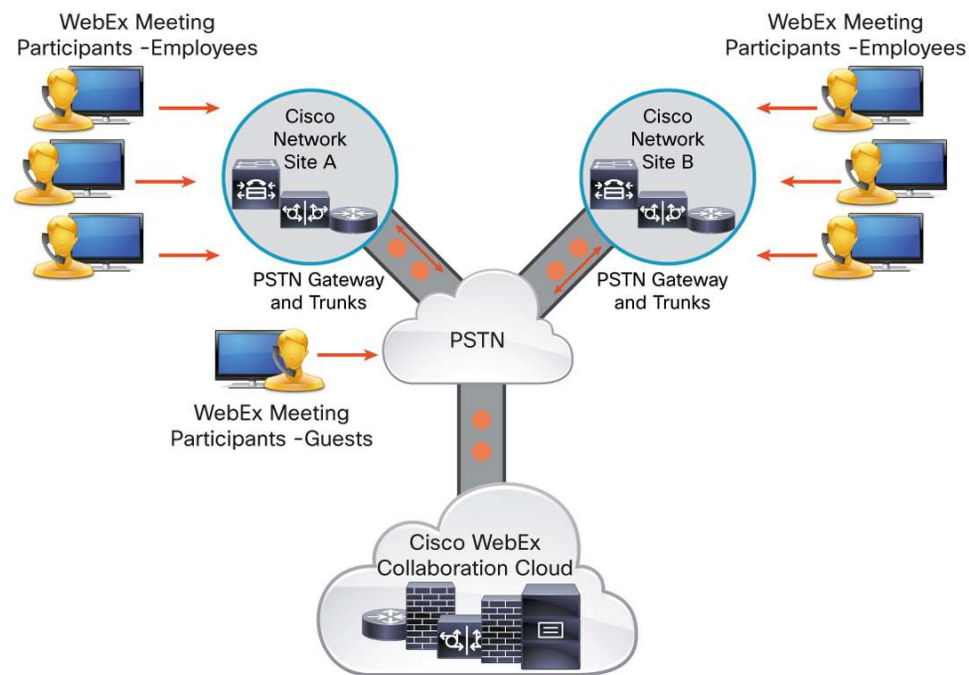 WebEx Meeting
Participants -Employees
WebEx Meeting
Participants -Employees
Cisco
Network
Site A
Cisco
Network
Site B
PSTN Gateway
and Trunks
PSTN Gateway
and Trunks
PSTN
WebEx Meeting
Participants -Guests
Cisco WebEx
Collaboration Cloud